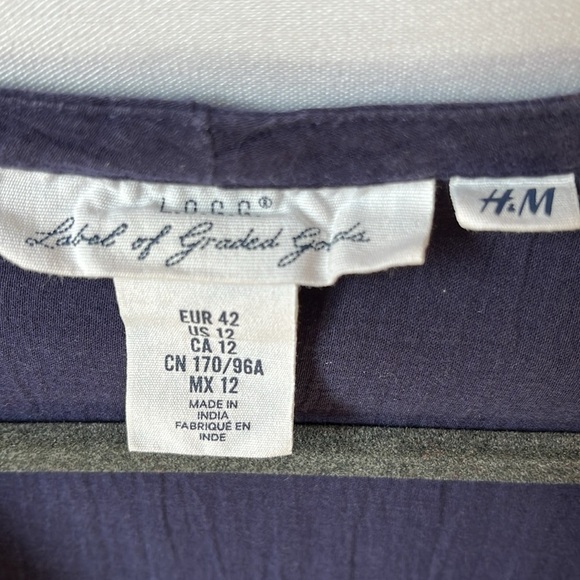 L.O.G.G.®
Label of Graded Goods
H&M
EUR 42
US 12
CA 12
CN 170/96A
MX 12
MADE IN
INDIA
FABRIQUÉ EN
INDE